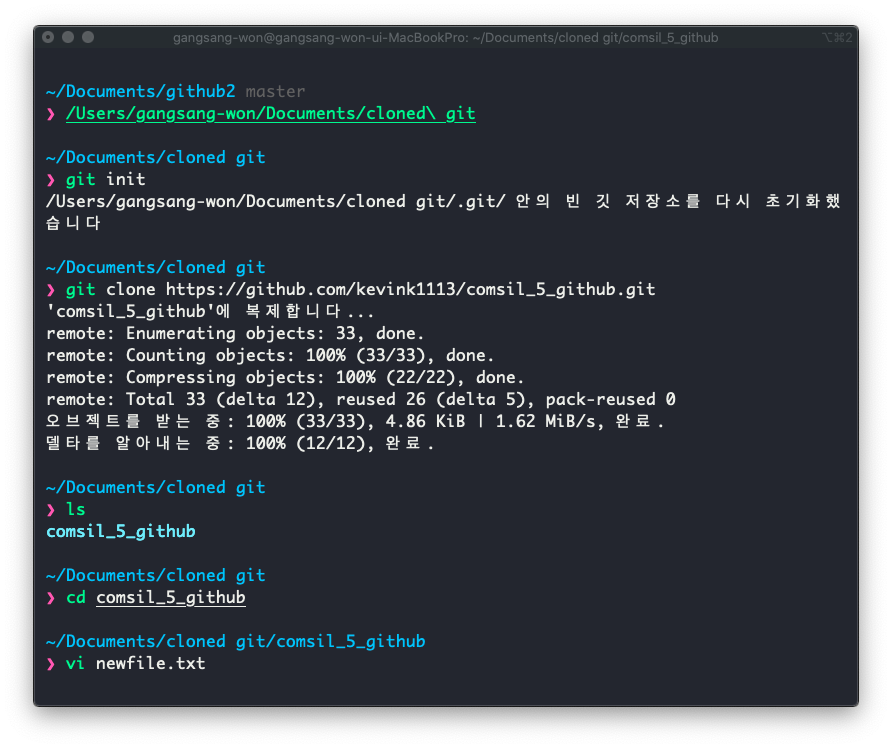 gangsang-won@gangsang-won-ui-MacBookPro: ~/Documents/cloned git/comsil_5_github ⌥⌘2
~/Documents/github2 master
❯ /Users/gangsang-won/Documents/cloned\ git
~/Documents/cloned git
❯ git init
/Users/gangsang-won/Documents/cloned git/.git/ 안의 빈 깃 저장소를 다시 초기화했
습니다
~/Documents/cloned git
❯ git clone https://github.com/kevink1113/comsil_5_github.git
'comsil_5_github'에 복제합니다...
remote: Enumerating objects: 33, done.
remote: Counting objects: 100% (33/33), done.
remote: Compressing objects: 100% (22/22), done.
remote: Total 33 (delta 12), reused 26 (delta 5), pack-reused 0
오브젝트를 받는 중: 100% (33/33), 4.86 KiB | 1.62 MiB/s, 완료.
델타를 알아내는 중: 100% (12/12), 완료.
~/Documents/cloned git
❯ ls
comsil_5_github
~/Documents/cloned git
❯ cd comsil_5_github
~/Documents/cloned git/comsil_5_github
❯ vi newfile.txt